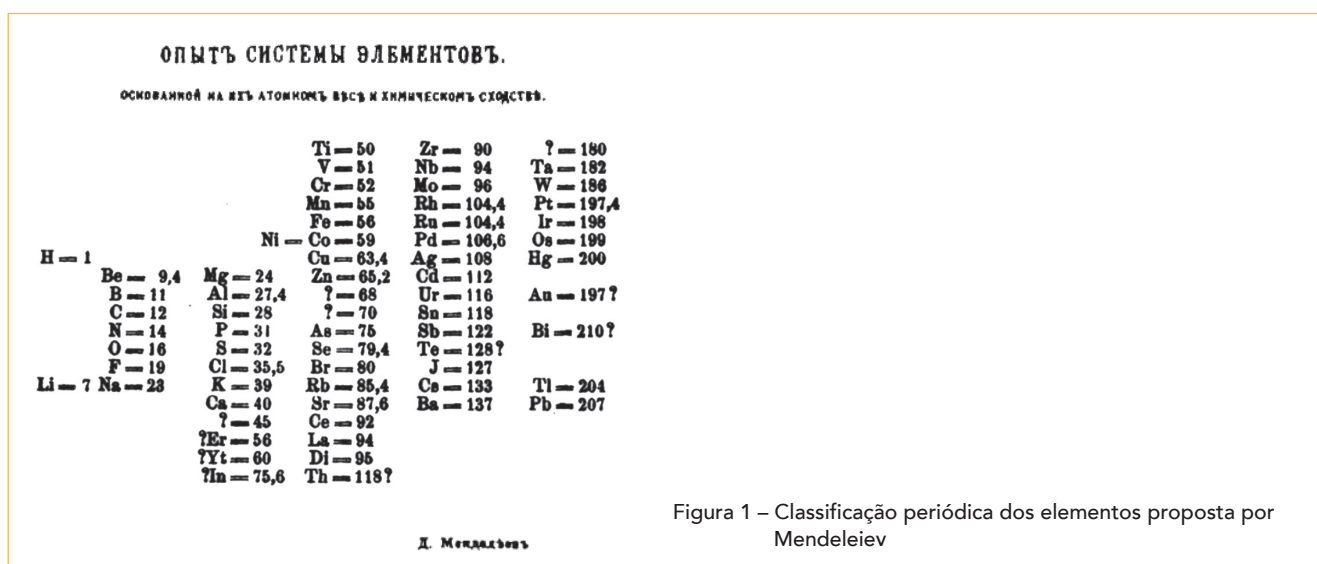 ОПЫТЪ СИСТЕМЫ ЭЛЕМЕНТОВЪ.
ОСНОВАННОЙ НА ИХЪ АТОМНОМЪ ВѢСѢ И ХИМИЧЕСКОМЪ СХОДСТВѢ.
Ti = 50 Zr = 90 ? = 180
V = 51 Nb = 94 Ta = 182
Cr = 52 Mo = 96 W = 186
Mn = 55 Rh = 104,4 Pt = 197,4
Fe = 56 Ru = 104,4 Ir = 198
Ni = Co = 59 Pd = 106,6 Os = 199
H = 1 Cu = 63,4 Ag = 108 Hg = 200
Be = 9,4 Mg = 24 Zn = 65,2 Cd = 112
B = 11 Al = 27,4 ? = 68 Ur = 116 Au = 197?
C = 12 Si = 28 ? = 70 Sn = 118
N = 14 P = 31 As = 75 Sb = 122 Bi = 210?
O = 16 S = 32 Se = 79,4 Te = 128?
F = 19 Cl = 35,5 Br = 80 J = 127
Li = 7 Na = 23 K = 39 Rb = 85,4 Cs = 133 Tl = 204
Ca = 40 Sr = 87,6 Ba = 137 Pb = 207
? = 45 Ce = 92
?Er = 56 La = 94
?Yt = 60 Di = 95
?In = 75,6 Th = 118?
Д. Менделѣевъ
Figura 1 – Classificação periódica dos elementos proposta por
Mendeleiev